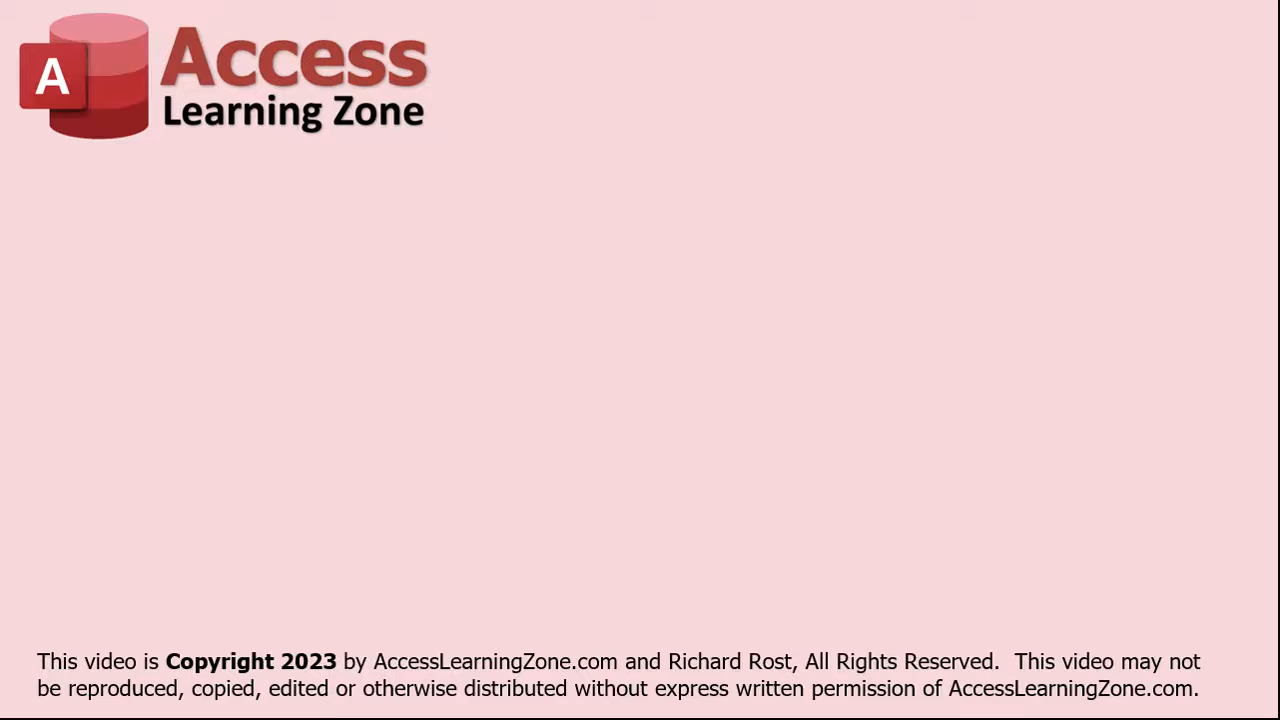 A
Access
Learning Zone
This video is Copyright 2023 by AccessLearningZone.com and Richard Rost, All Rights Reserved.  This video may not
be reproduced, copied, edited or otherwise distributed without express written permission of AccessLearningZone.com.